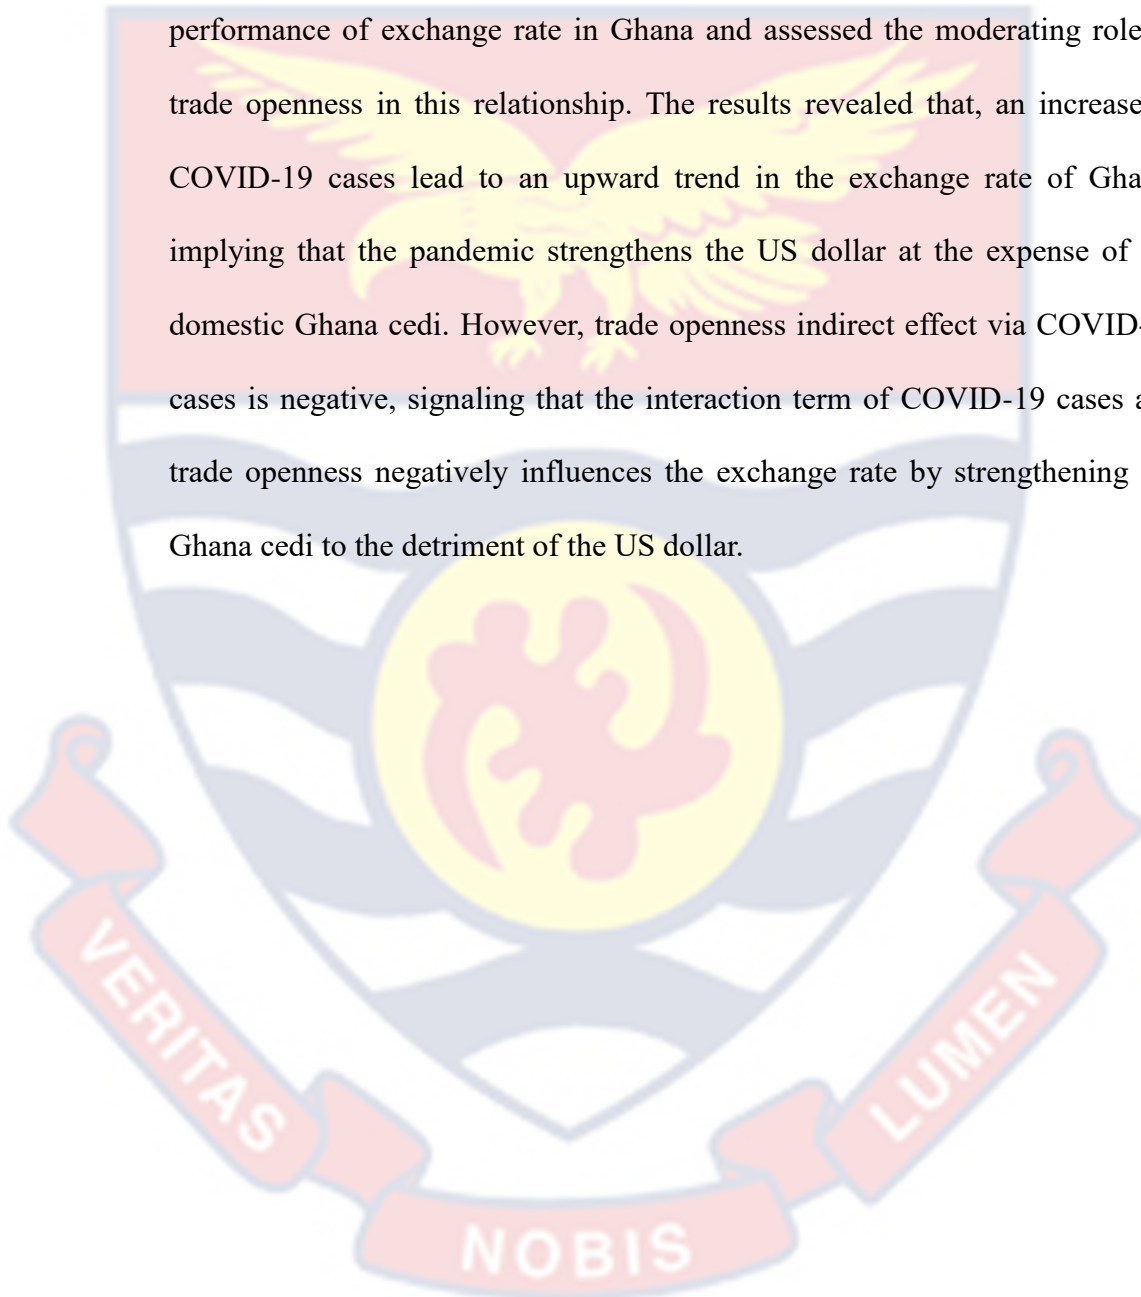 performance of exchange rate in Ghana and assessed the moderating role
trade openness in this relationship. The results revealed that, an increase
COVID-19 cases lead to an upward trend in the exchange rate of Gha
implying that the pandemic strengthens the US dollar at the expense of
domestic Ghana cedi. However, trade openness indirect effect via COVID-
cases is negative, signaling that the interaction term of COVID-19 cases a
trade openness negatively influences the exchange rate by strengthening
Ghana cedi to the detriment of the US dollar.
VERITAS
NOBIS
LUMEN